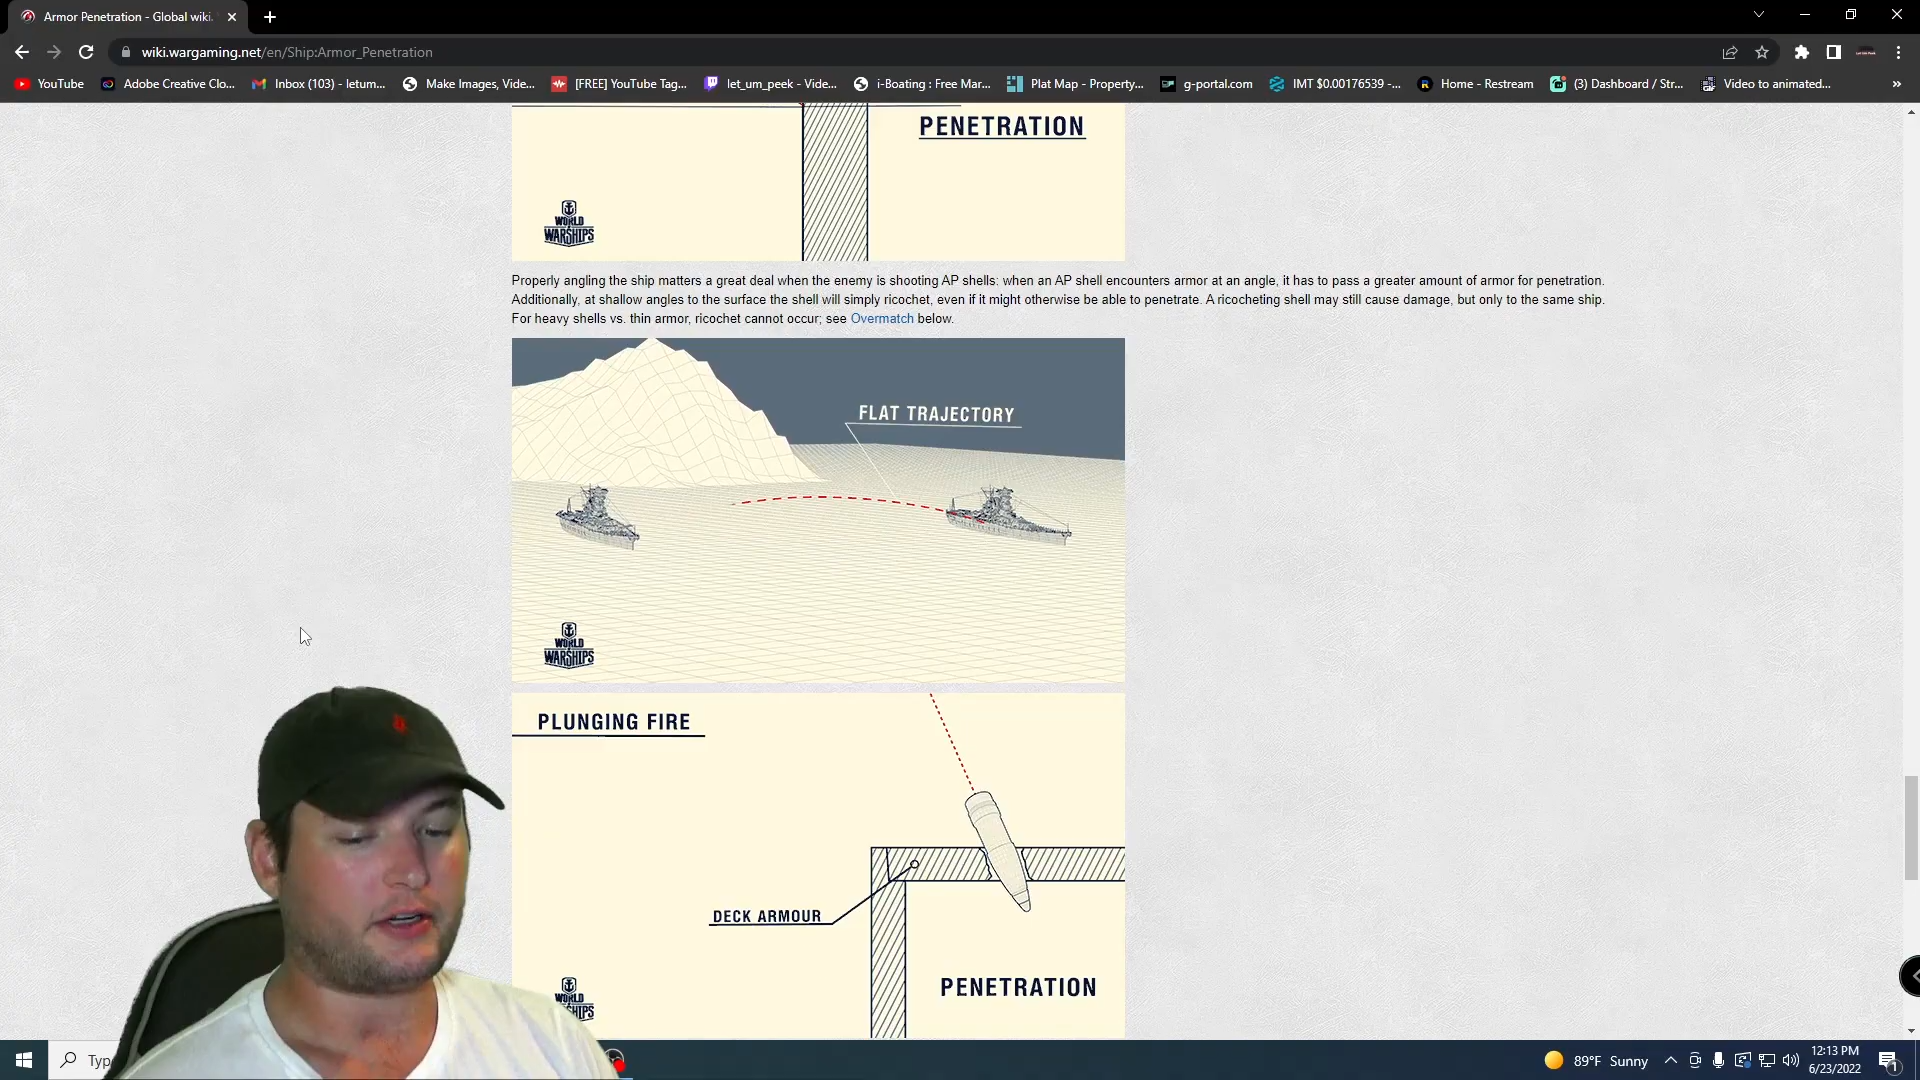 Armor Penetration - Global wiki.
wiki.wargaming.net/en/Ship:Armor_Penetration
YouTube
Adobe Creative Clo...
Inbox (103) - letum...
Make Images, Vide...
[FREE] YouTube Tag...
let_um_peek - Vide...
i-Boating : Free Mar...
Plat Map - Property...
g-portal.com
IMT $0.00176539 -...
Home - Restream
(3) Dashboard / Str...
Video to animated...
»
PENETRATION
WORLD
OF
WARSHIPS
Properly angling the ship matters a great deal when the enemy is shooting AP shells: when an AP shell encounters armor at an angle, it has to pass a greater amount of armor for penetration.
Additionally, at shallow angles to the surface the shell will simply ricochet, even if it might otherwise be able to penetrate. A ricocheting shell may still cause damage, but only to the same ship.
For heavy shells vs. thin armor, ricochet cannot occur; see Overmatch below.
FLAT TRAJECTORY
WORLD
OF
WARSHIPS
PLUNGING FIRE
DECK ARMOUR
PENETRATION
WORLD
Typ
89°F Sunny
12:13 PM
6/23/2022
1